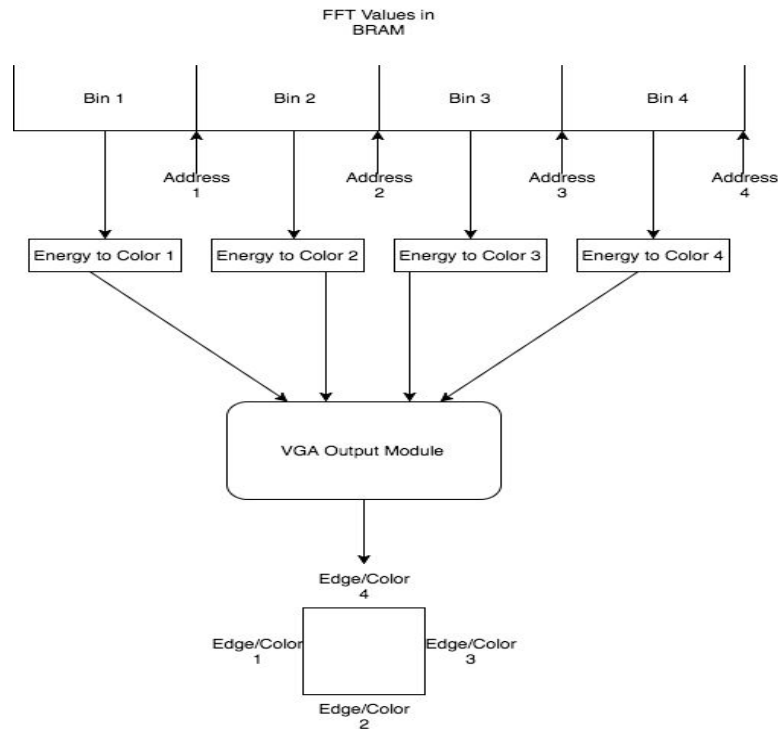 FFT Values in
BRAM
Bin 1
Bin 2
Bin 3
Bin 4
Address
1
Address
2
Address
3
Address
4
Energy to Color 1
Energy to Color 2
Energy to Color 3
Energy to Color 4
VGA Output Module
Edge/Color
4
Edge/Color
1
Edge/Color
3
Edge/Color
2